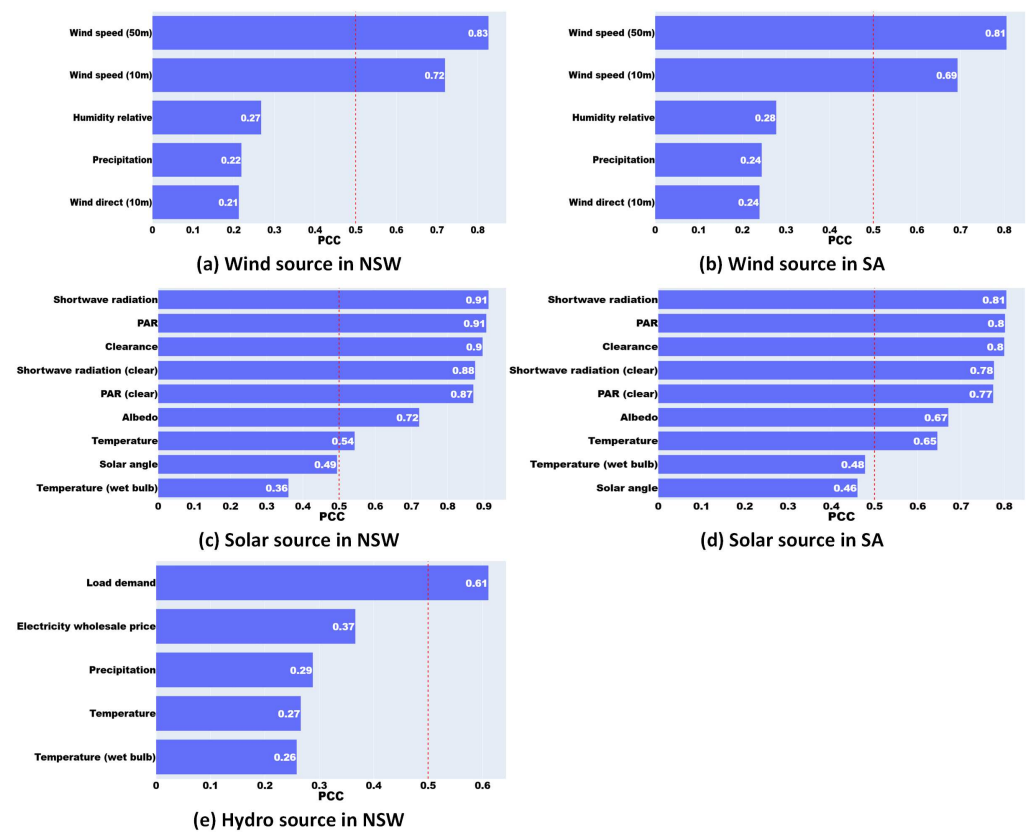 Wind speed (50m) 0.83
Wind speed (10m) 0.72
Humidity relative 0.27
Precipitation 0.22
Wind direct (10m) 0.21
0 0.1 0.2 0.3 0.4 0.5 0.6 0.7 0.8
PCC
(a) Wind source in NSW
Wind speed (50m) 0.81
Wind speed (10m) 0.69
Humidity relative 0.28
Precipitation 0.24
Wind direct (10m) 0.24
0 0.1 0.2 0.3 0.4 0.5 0.6 0.7 0.8
PCC
(b) Wind source in SA
Shortwave radiation 0.91
PAR 0.91
Clearance 0.9
Shortwave radiation (clear) 0.88
PAR (clear) 0.87
Albedo 0.72
Temperature 0.54
Solar angle 0.49
Temperature (wet bulb) 0.36
0 0.1 0.2 0.3 0.4 0.5 0.6 0.7 0.8 0.9
PCC
(c) Solar source in NSW
Shortwave radiation 0.81
PAR 0.8
Clearance 0.8
Shortwave radiation (clear) 0.78
PAR (clear) 0.77
Albedo 0.67
Temperature 0.65
Temperature (wet bulb) 0.48
Solar angle 0.46
0 0.1 0.2 0.3 0.4 0.5 0.6 0.7 0.8
PCC
(d) Solar source in SA
Load demand 0.61
Electricity wholesale price 0.37
Precipitation 0.29
Temperature 0.27
Temperature (wet bulb) 0.26
0 0.1 0.2 0.3 0.4 0.5 0.6
PCC
(e) Hydro source in NSW